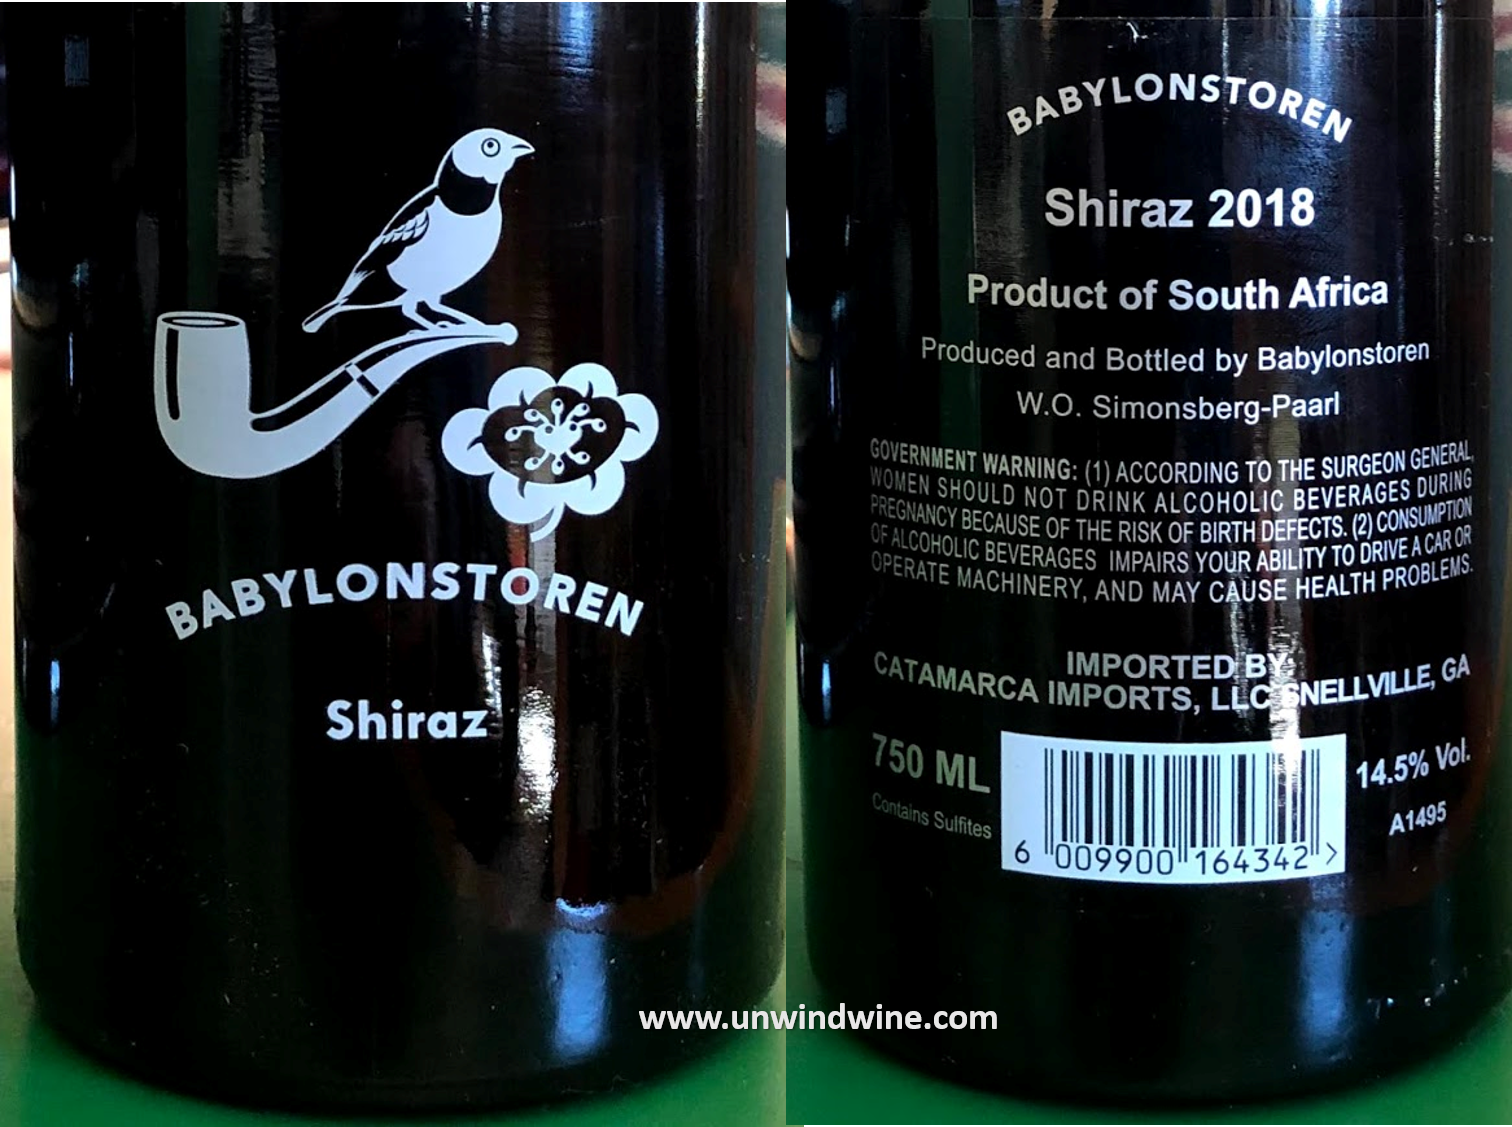 BABYLONSTOREN
Shiraz
BABYLONSTOREN
Shiraz 2018
Product of South Africa
Produced and Bottled by Babylonstoren
W.O. Simonsberg-Paarl
GOVERNMENT WARNING: (1) ACCORDING TO THE SURGEON GENERAL,
WOMEN SHOULD NOT DRINK ALCOHOLIC BEVERAGES DURING
PREGNANCY BECAUSE OF THE RISK OF BIRTH DEFECTS. (2) CONSUMPTION
OF ALCOHOLIC BEVERAGES IMPAIRS YOUR ABILITY TO DRIVE A CAR OR
OPERATE MACHINERY, AND MAY CAUSE HEALTH PROBLEMS.
IMPORTED BY:
CATAMARCA IMPORTS, LLC SNELLVILLE, GA
750 ML
Contains Sulfites
6 009900 164342 >
14.5% Vol.
A1495
www.unwindwine.com